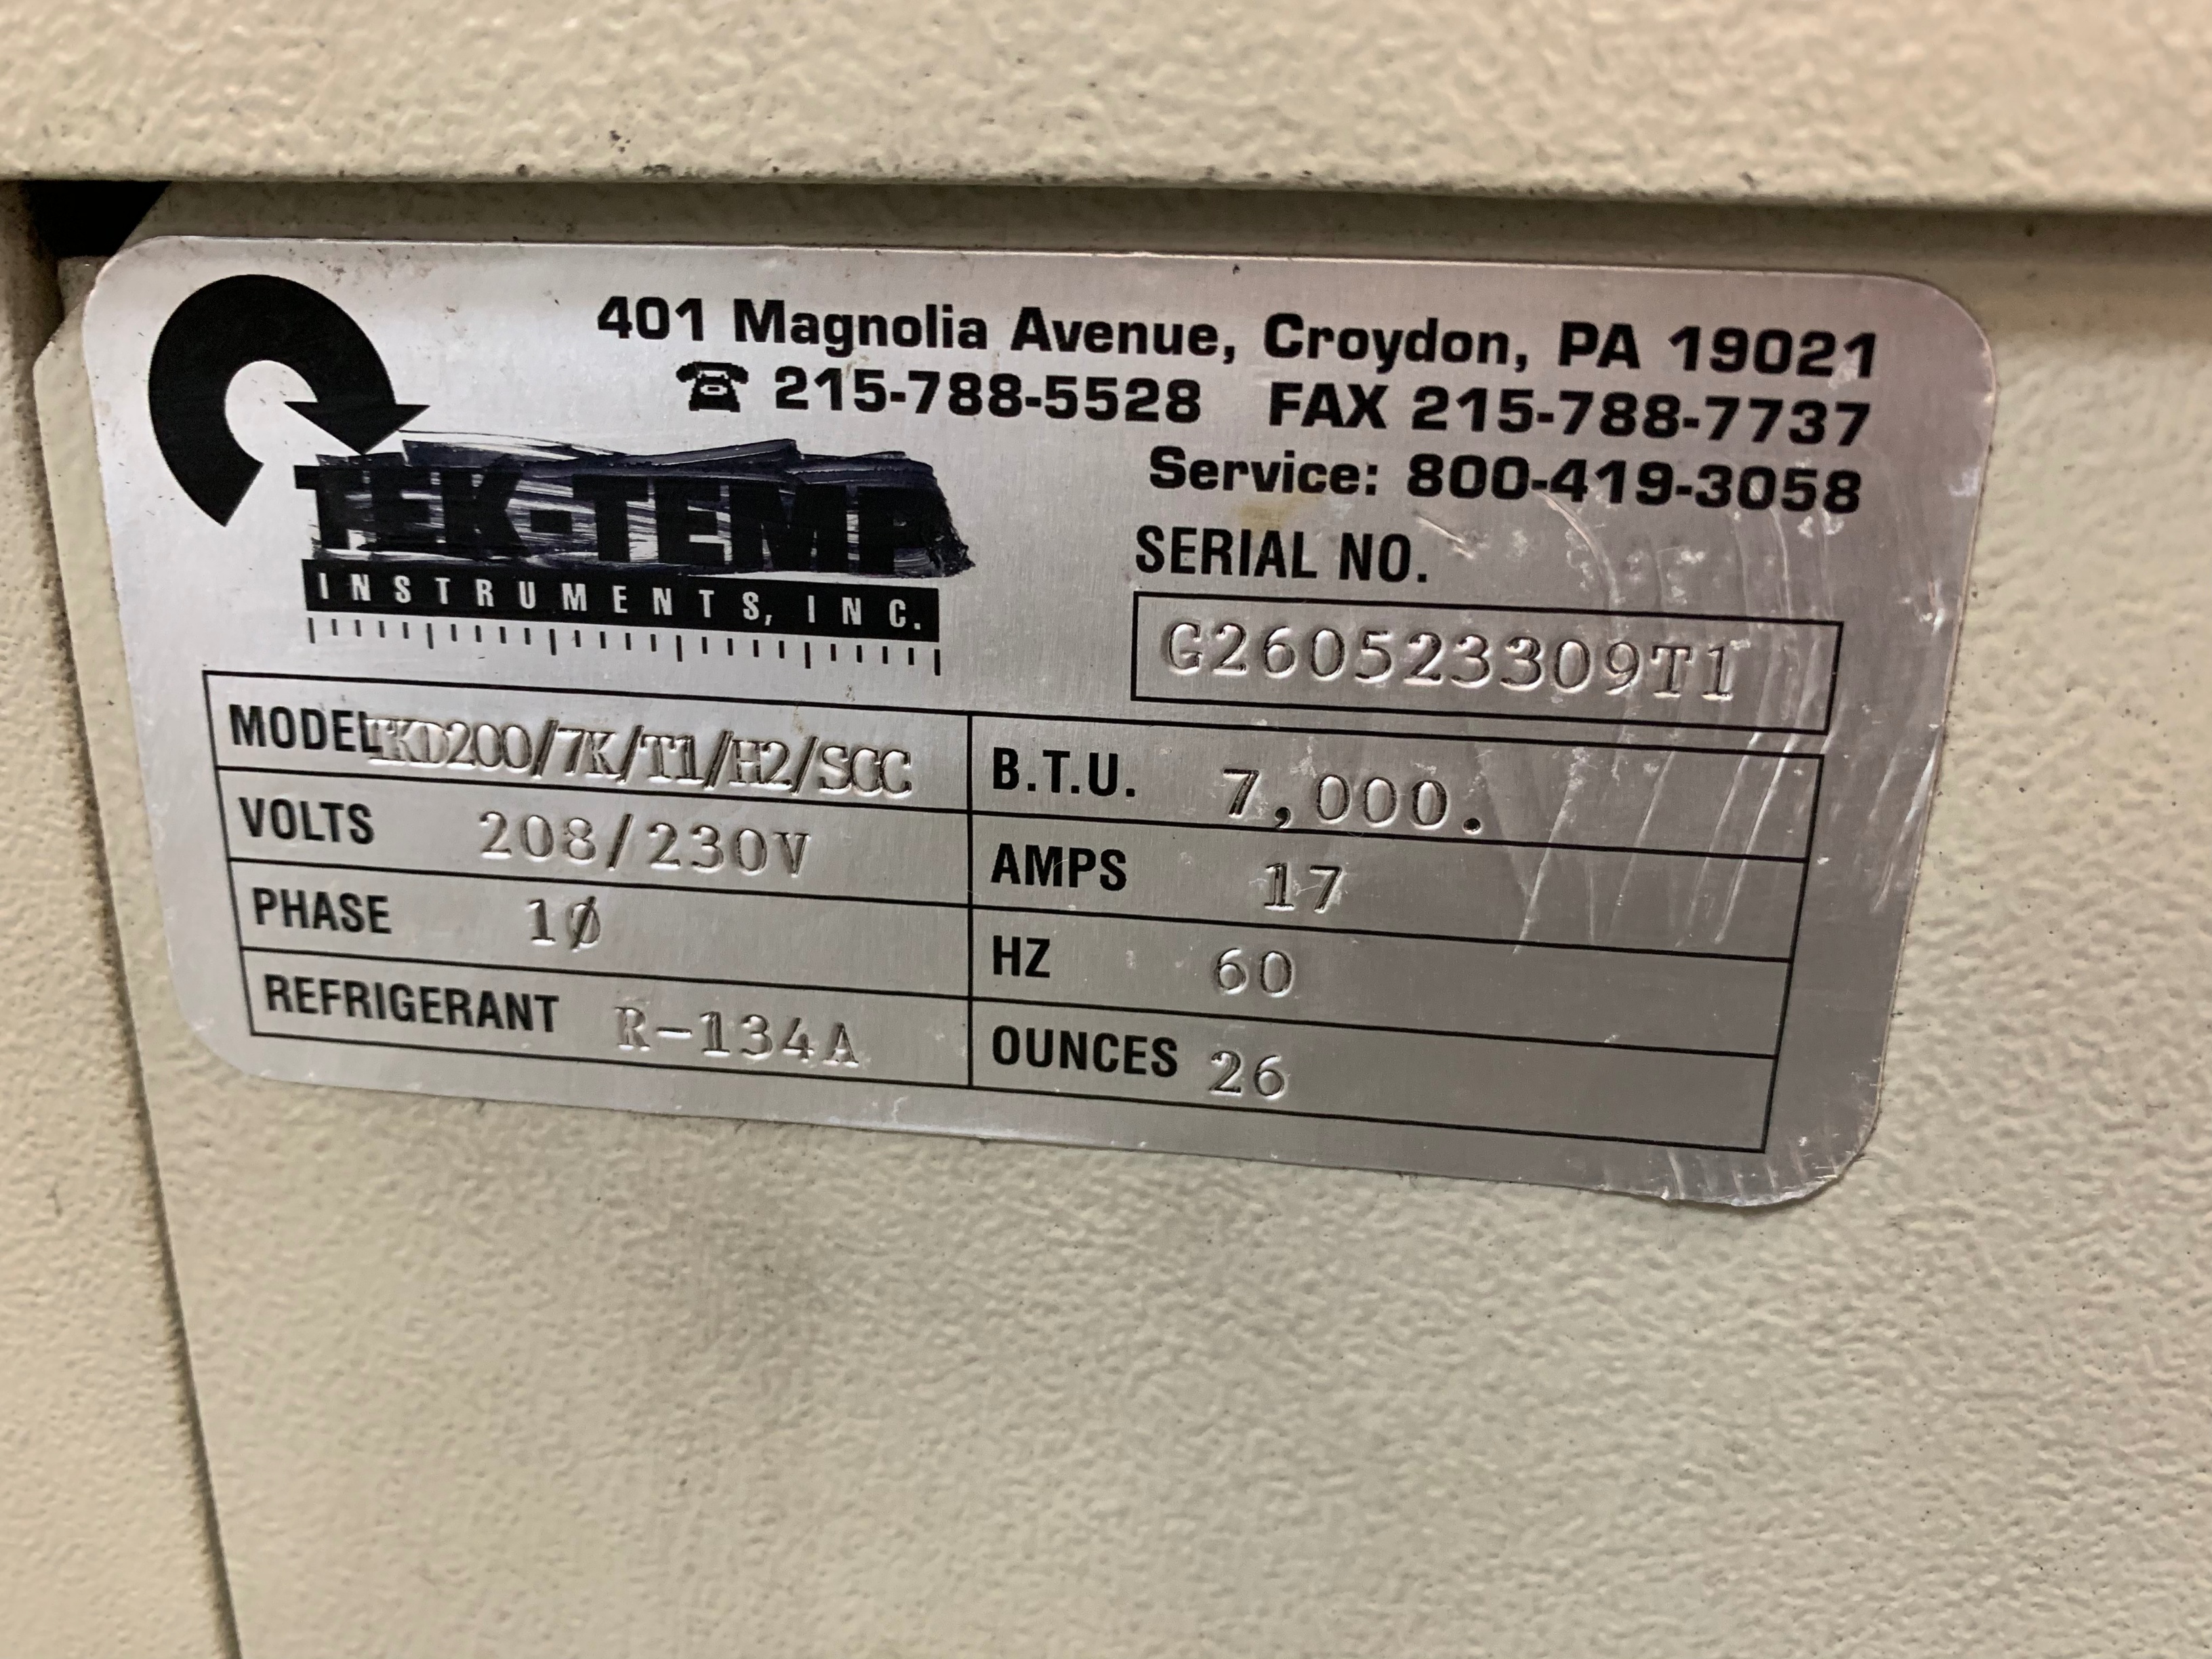 401 Magnolia Avenue, Croydon, PA 19021
☎ 215-788-5528 FAX 215-788-7737
Service: 800-419-3058
TEK-TEMP
INSTRUMENTS, INC.
SERIAL NO.
G260523309T1
MODEL TKD200/7K/T1/H2/SCC
B.T.U. 7,000.
VOLTS 208/230V
AMPS 17
PHASE 1Ø
HZ 60
REFRIGERANT R-134A
OUNCES 26